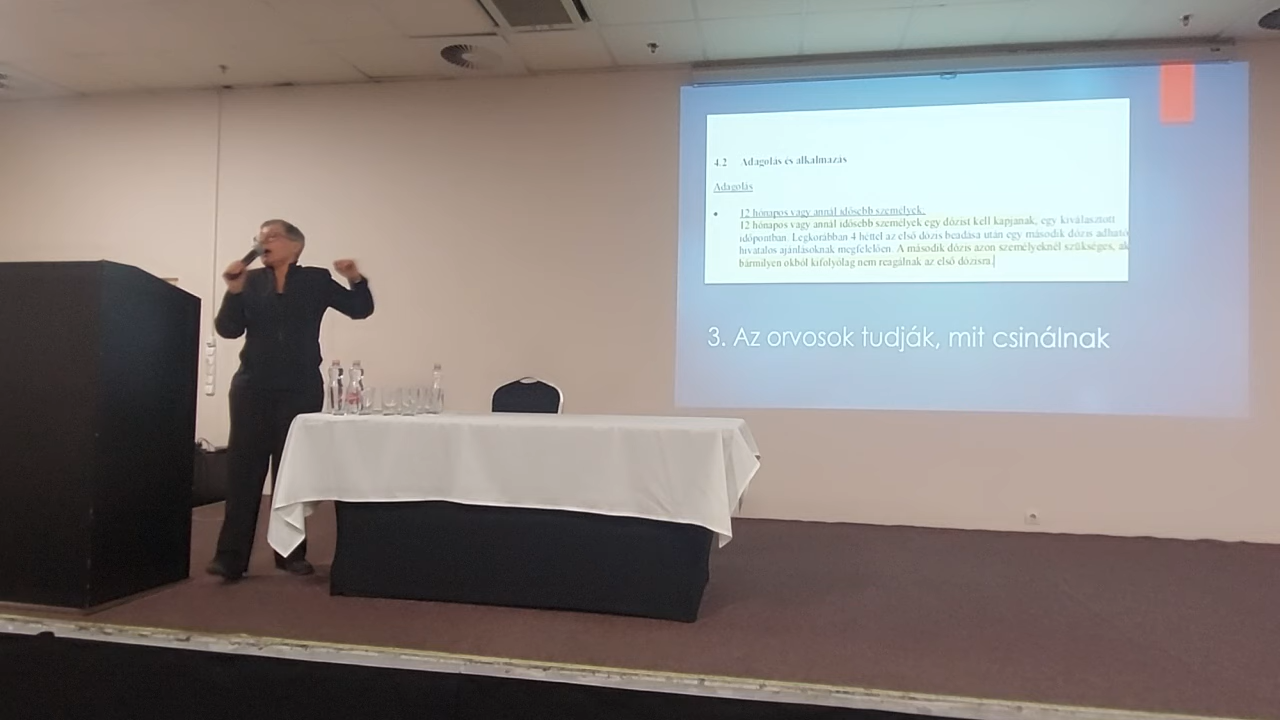 4.2 Adagolás és alkalmazás
Adagolás
• 12 hónapos vagy annál idősebb személyek.
12 hónapos vagy annál idősebb személyek egy dózist kell kapjanak, egy kiválasztott
időpontban. Legkorábban 4 héttel az első dózis beadása után egy második dózis adható
hivatalos ajánlásoknak megfelelően. A második dózis azon személyeknél szükséges, ak
bármilyen okból kifolyólag nem reagálnak az első dózisra.
3. Az orvosok tudják, mit csinálnak